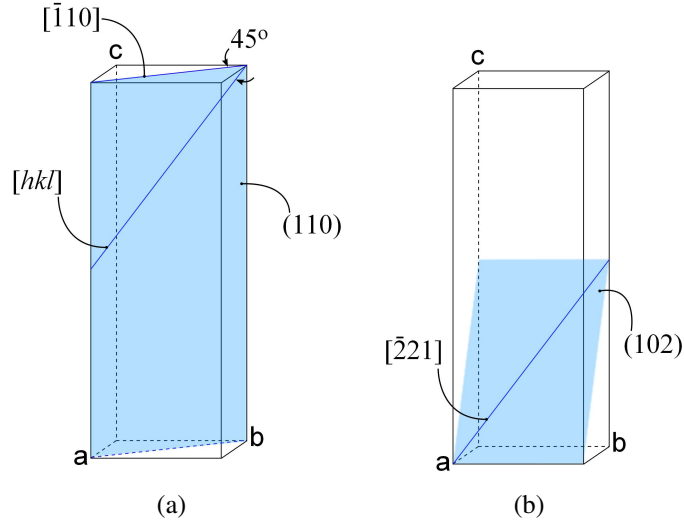 [1̄10]
45°
c
[hkl]
(110)
a
b
(a)
c
[2̄21]
(102)
a
b
(b)